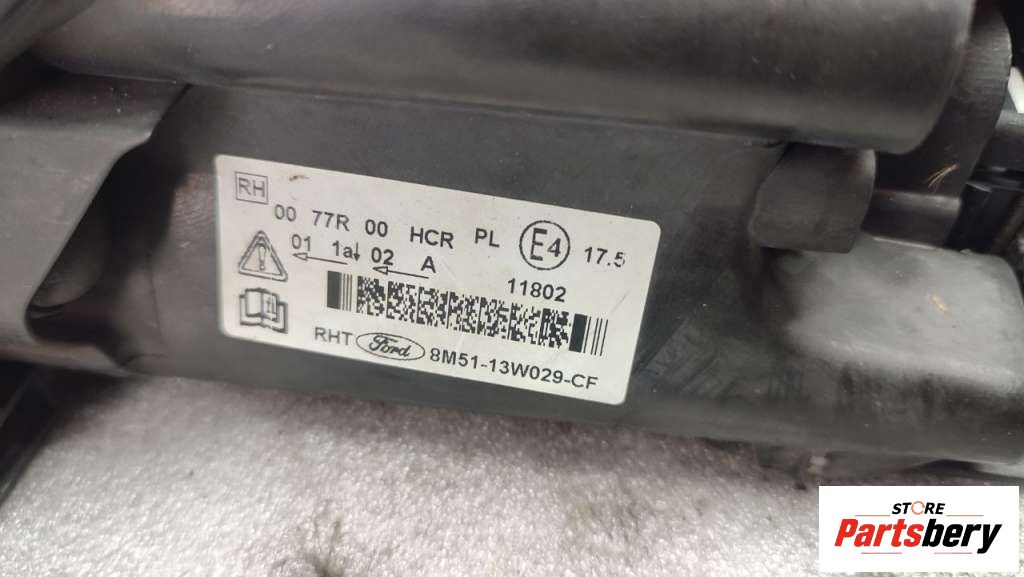 RH
00 77R 00 HCR PL E4 17.5
01 1a↓ 02 A
11802
RHT Ford 8M51-13W029-CF
STORE
Partsbery